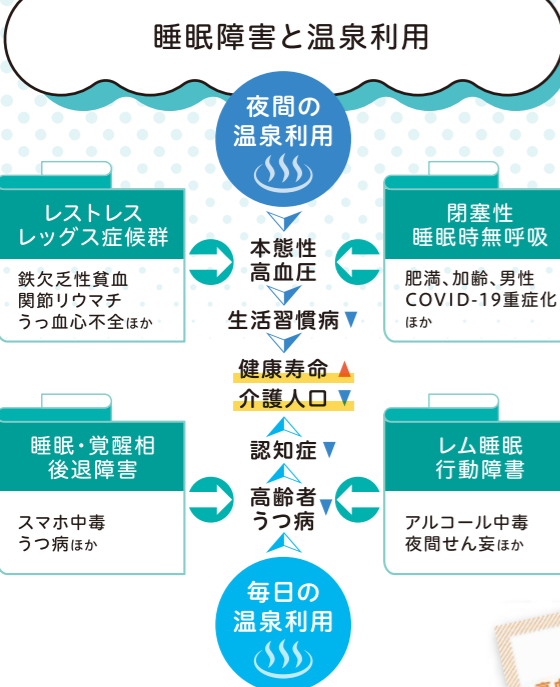 睡眠障害と温泉利用
夜間の
温泉利用
レストレス
レッグス症候群
鉄欠乏性貧血
関節リウマチ
うっ血心不全ほか
閉塞性
睡眠時無呼吸
肥満、加齢、男性
COVID-19重症化
ほか
本態性
高血圧
生活習慣病▼
健康寿命▲
介護人口▼
認知症▼
高齢者
うつ病▼
睡眠・覚醒相
後退障害
スマホ中毒
うつ病ほか
レム睡眠
行動障書
アルコール中毒
夜間せん妄ほか
毎日の
温泉利用